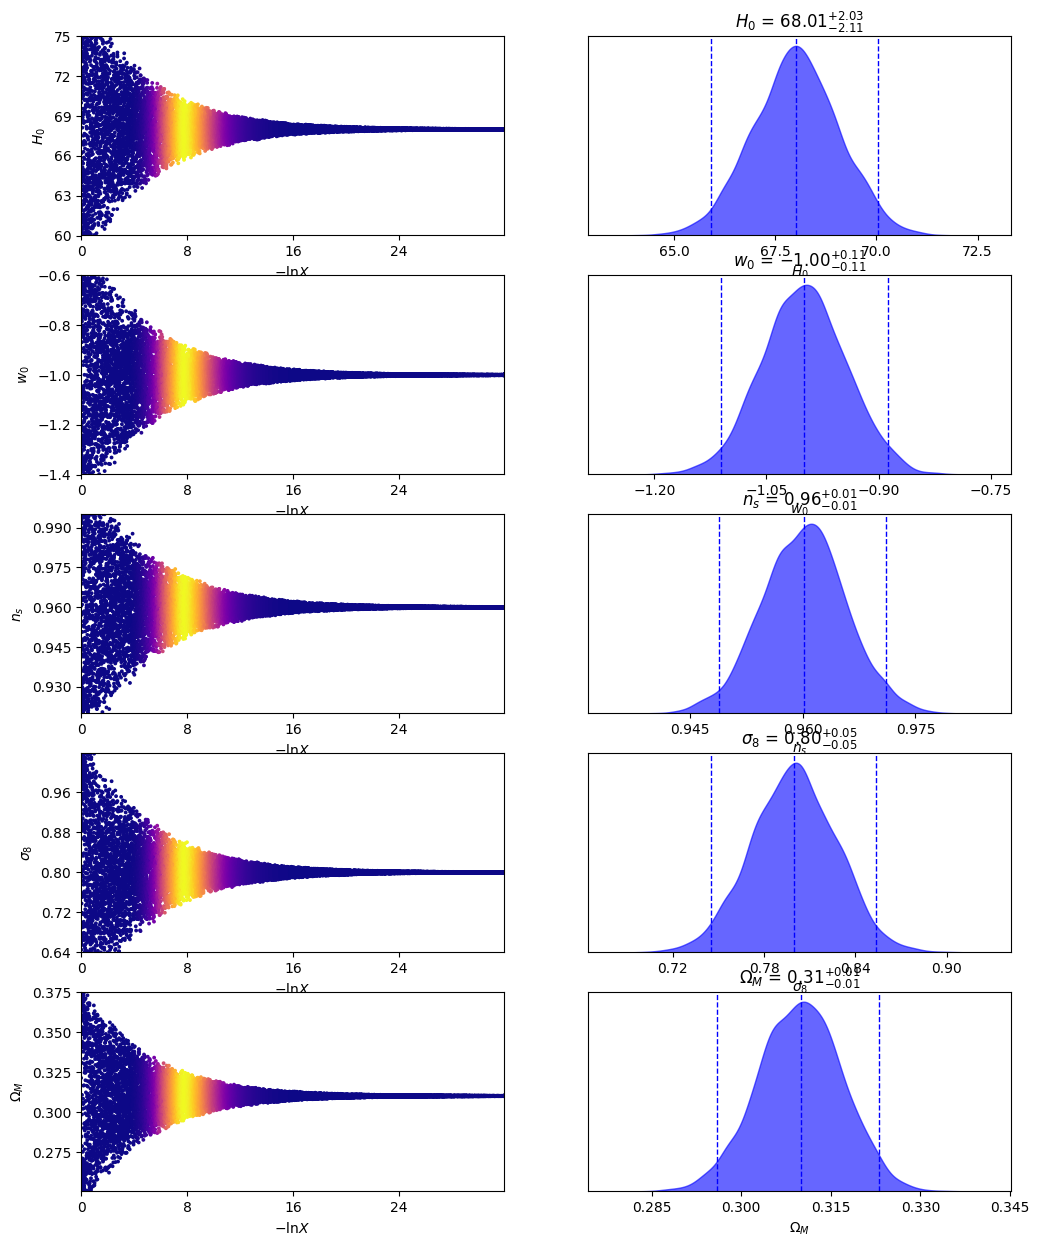 H₀ = 68.01⁺²·⁰³₋₂.₁₁
75
72
69
66
63
60
H₀
0 8 16 24
−lnX
65.0 67.5 70.0 72.5
H₀
w₀ = −1.00⁺⁰·¹¹₋₀.₁₁
−0.6
−0.8
−1.0
−1.2
−1.4
w₀
0 8 16 24
−lnX
−1.20 −1.05 −0.90 −0.75
w₀
nₛ = 0.96⁺⁰·⁰¹₋₀.₀₁
0.990
0.975
0.960
0.945
0.930
nₛ
0 8 16 24
−lnX
0.945 0.960 0.975
nₛ
σ₈ = 0.80⁺⁰·⁰⁵₋₀.₀₅
0.96
0.88
0.80
0.72
0.64
σ₈
0 8 16 24
−lnX
0.72 0.78 0.84 0.90
σ₈
Ω_M = 0.31⁺⁰·⁰¹₋₀.₀₁
0.375
0.350
0.325
0.300
0.275
Ω_M
0 8 16 24
−lnX
0.285 0.300 0.315 0.330 0.345
Ω_M